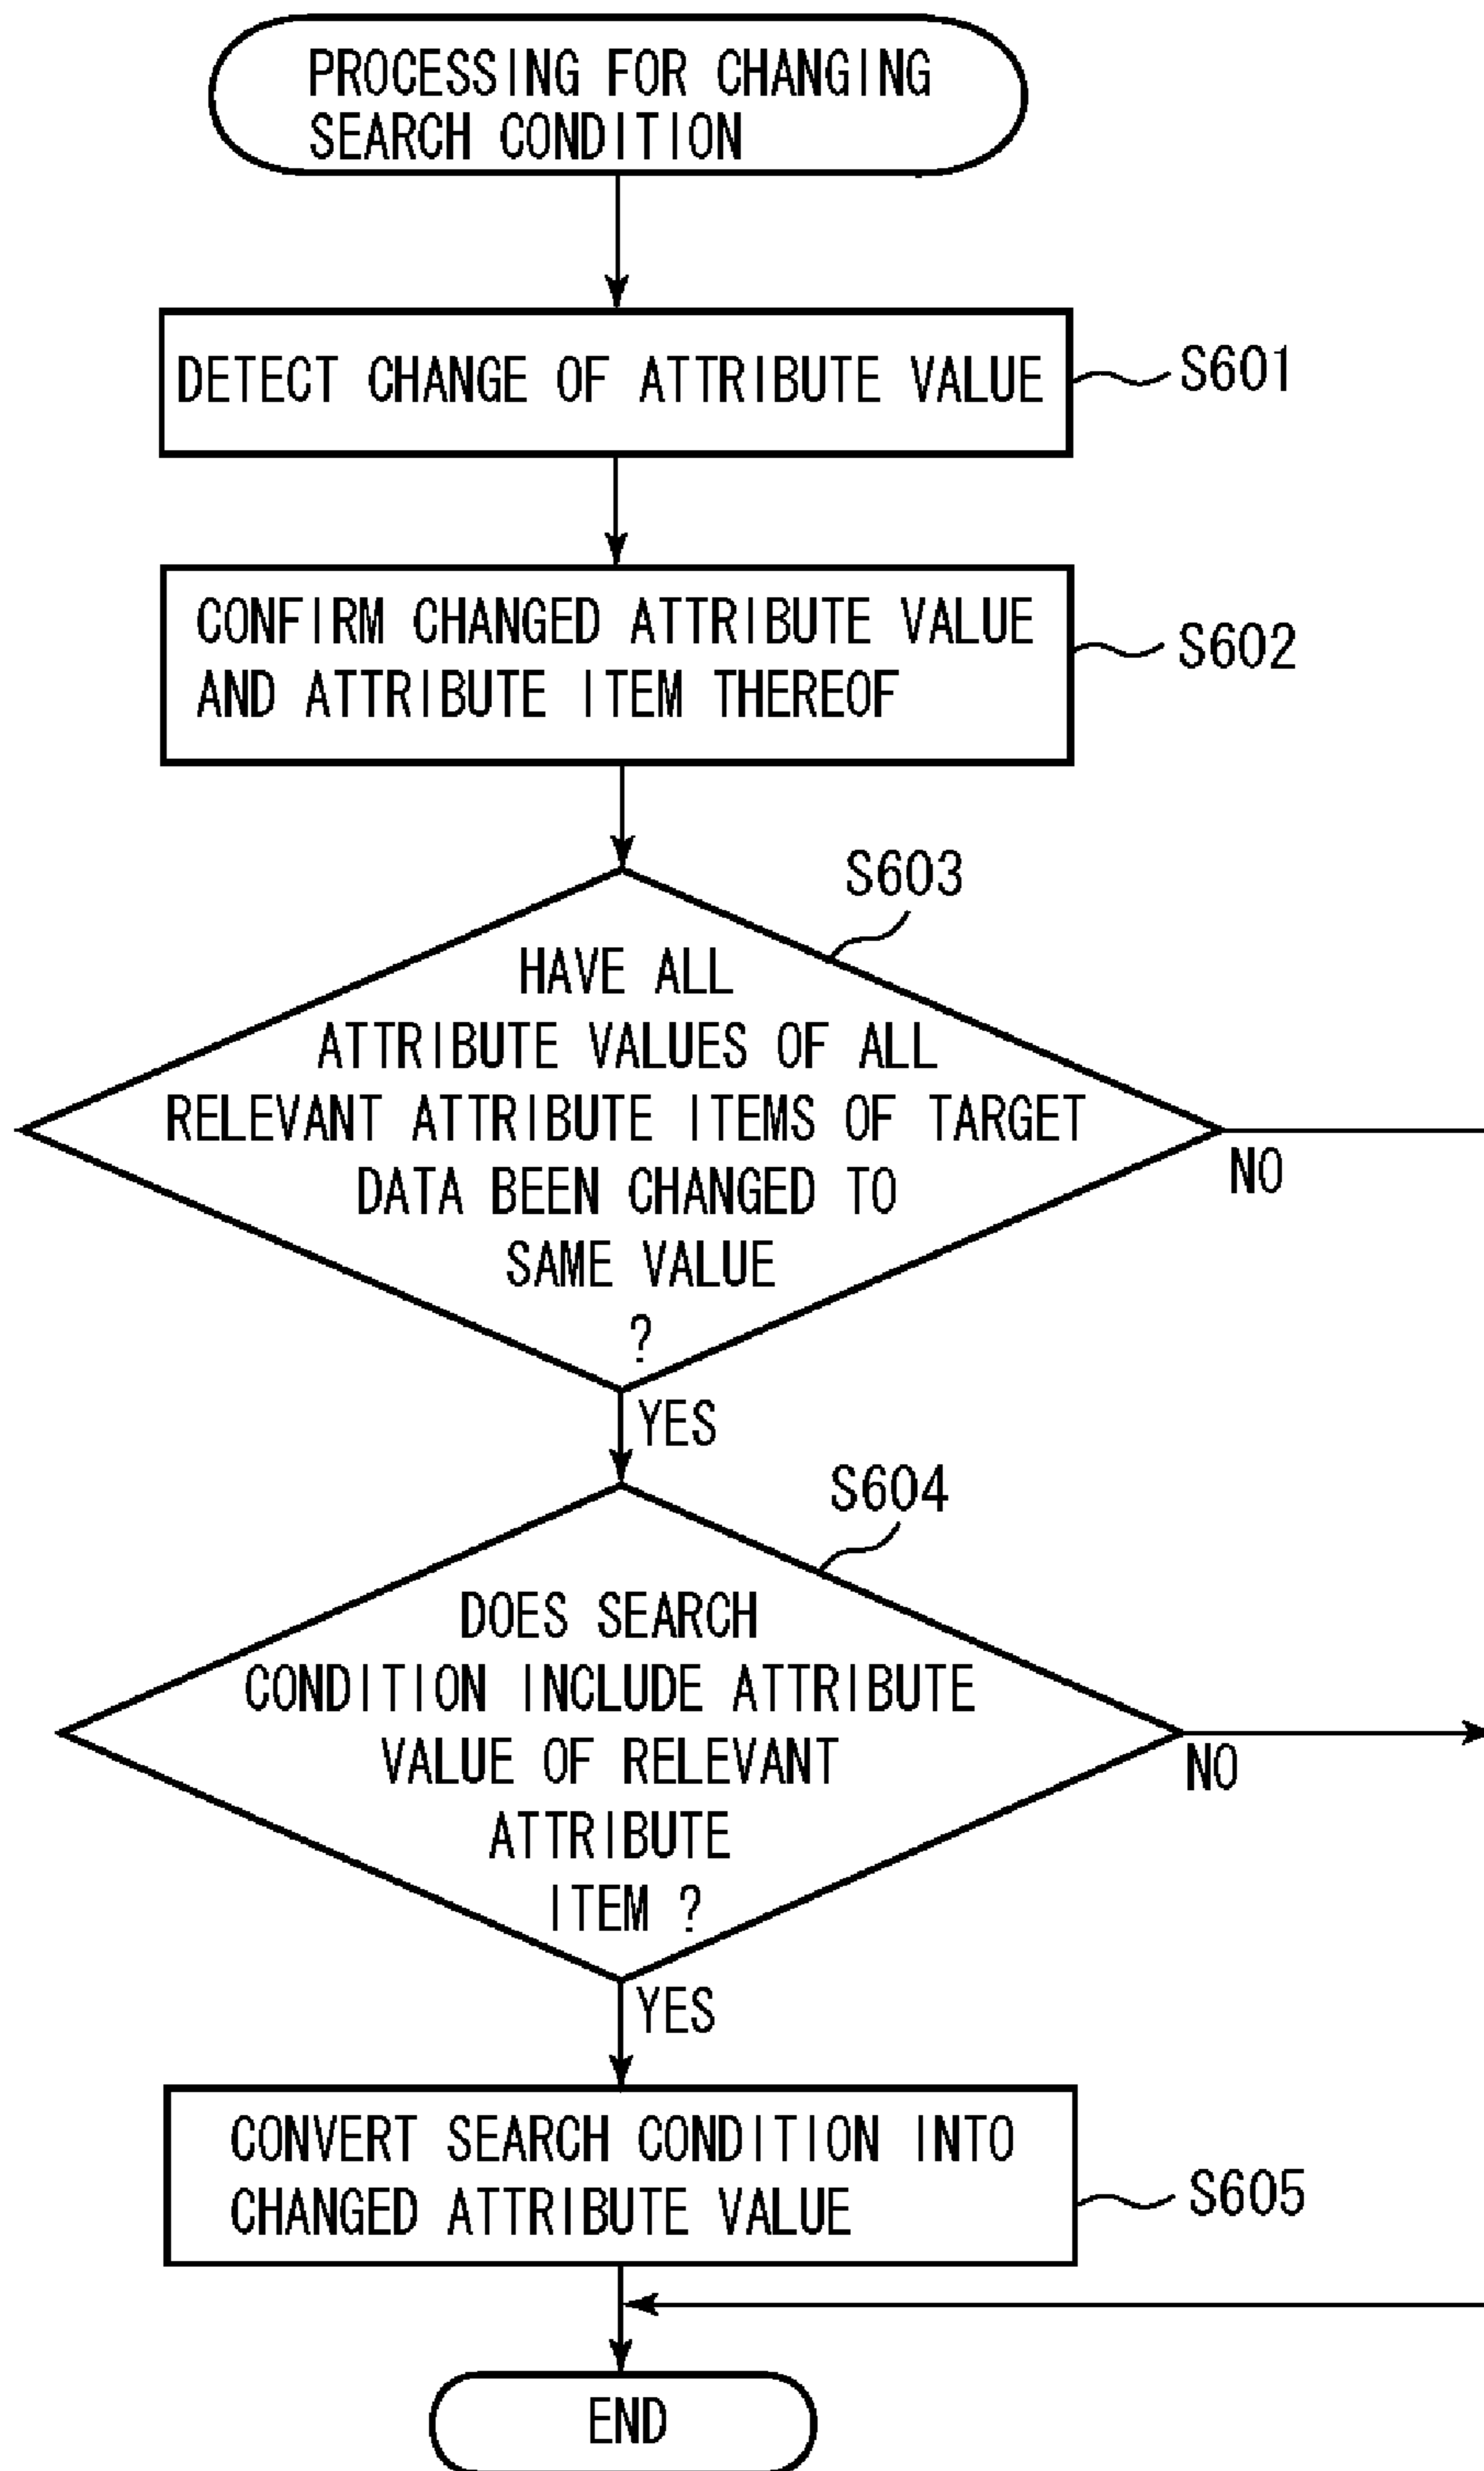 PROCESSING FOR CHANGING
SEARCH CONDITION
DETECT CHANGE OF ATTRIBUTE VALUE
S601
CONFIRM CHANGED ATTRIBUTE VALUE
AND ATTRIBUTE ITEM THEREOF
S602
S603
HAVE ALL
ATTRIBUTE VALUES OF ALL
RELEVANT ATTRIBUTE ITEMS OF TARGET
DATA BEEN CHANGED TO
SAME VALUE
?
NO
YES
S604
DOES SEARCH
CONDITION INCLUDE ATTRIBUTE
VALUE OF RELEVANT
ATTRIBUTE
ITEM ?
NO
YES
CONVERT SEARCH CONDITION INTO
CHANGED ATTRIBUTE VALUE
S605
END